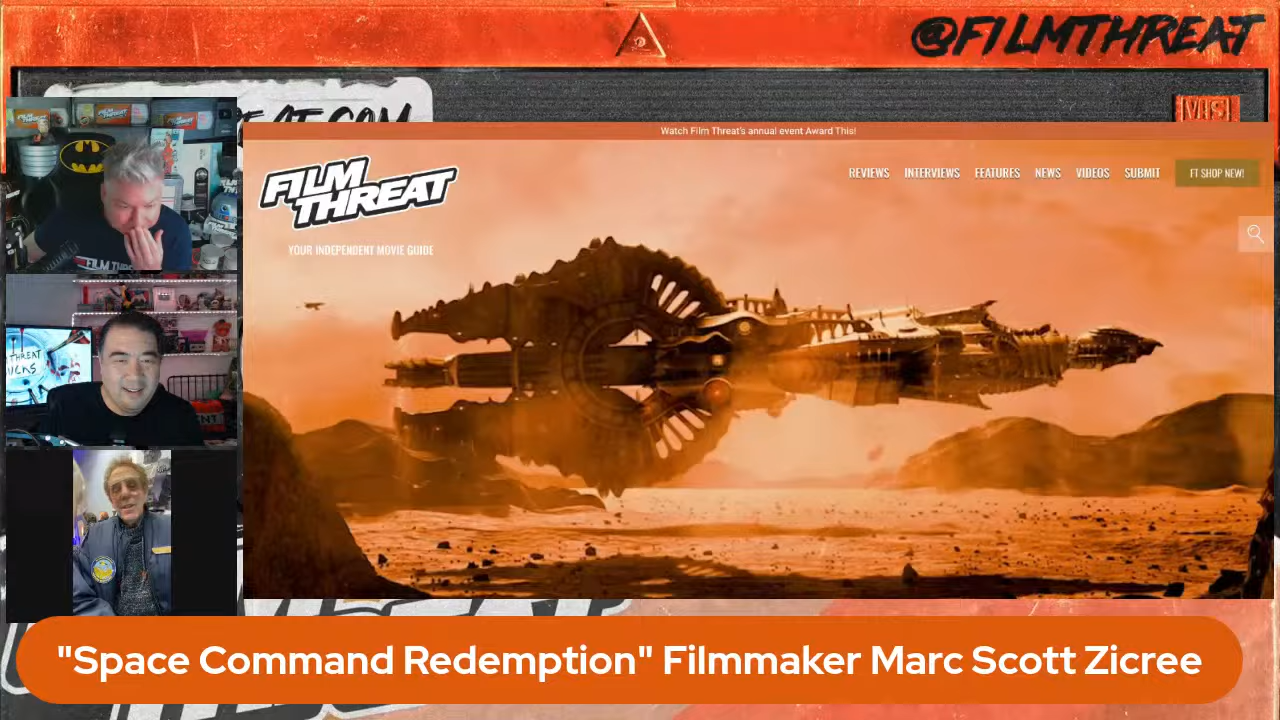 @FILMTHREAT
Watch Film Threat's annual event Award This!
FILM
THREAT
YOUR INDEPENDENT MOVIE GUIDE
REVIEWS INTERVIEWS FEATURES NEWS VIDEOS SUBMIT FT SHOP NEW!
THREAT
"Space Command Redemption" Filmmaker Marc Scott Zicree